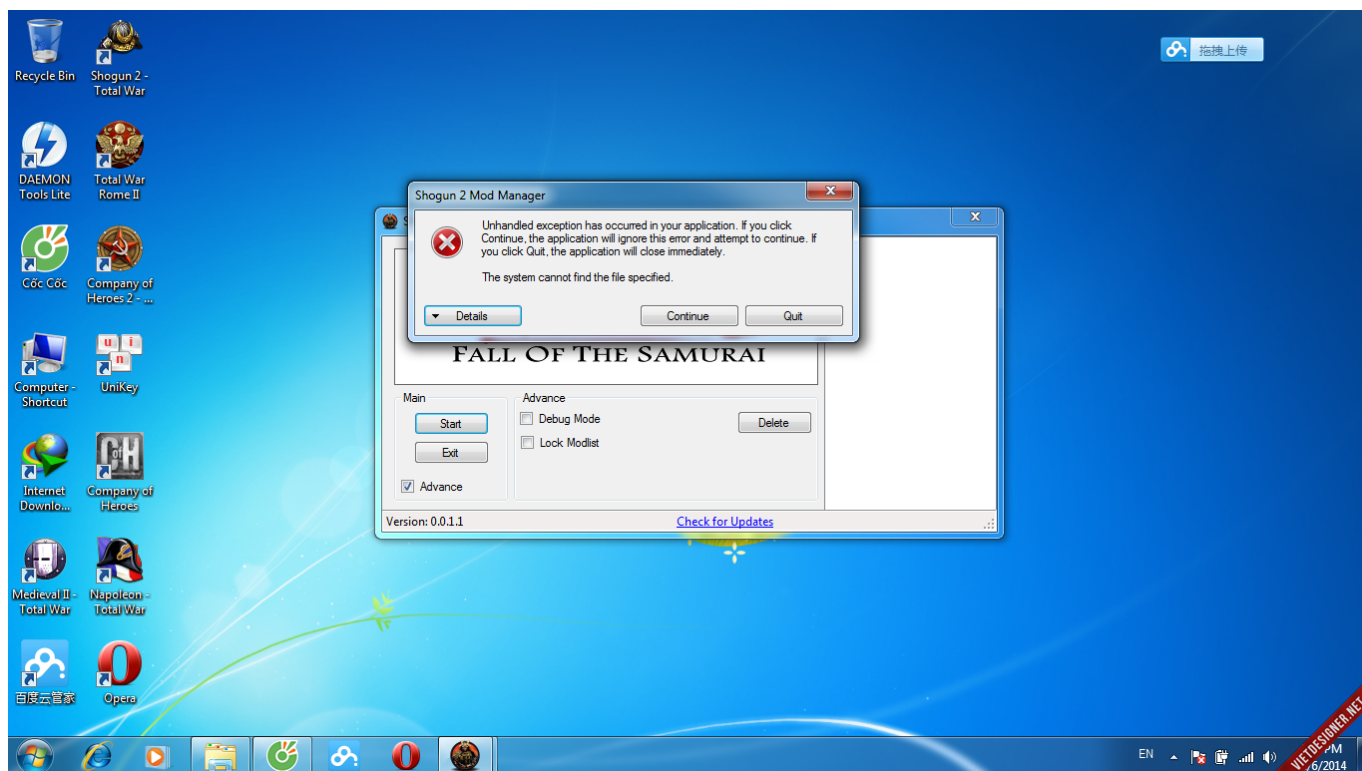 Recycle Bin
Shogun 2 -
Total War
拖拽上传
DAEMON
Tools Lite
Total War
Rome II
Cốc Cốc
Company of
Heroes 2 - ...
Computer -
Shortcut
UniKey
Internet
Downlo...
Company of
Heroes
Medieval II -
Total War
Napoleon -
Total War
百度云管家
Opera
Shogun 2 Mod Manager
Unhandled exception has occurred in your application. If you click
Continue, the application will ignore this error and attempt to continue. If
you click Quit, the application will close immediately.
The system cannot find the file specified.
Details
Continue
Quit
FALL OF THE SAMURAI
Main
Start
Exit
Advance
Advance
Debug Mode
Lock Modlist
Delete
Version: 0.0.1.1
Check for Updates
EN
PM
6/2014
VIETDESIGNER.NET